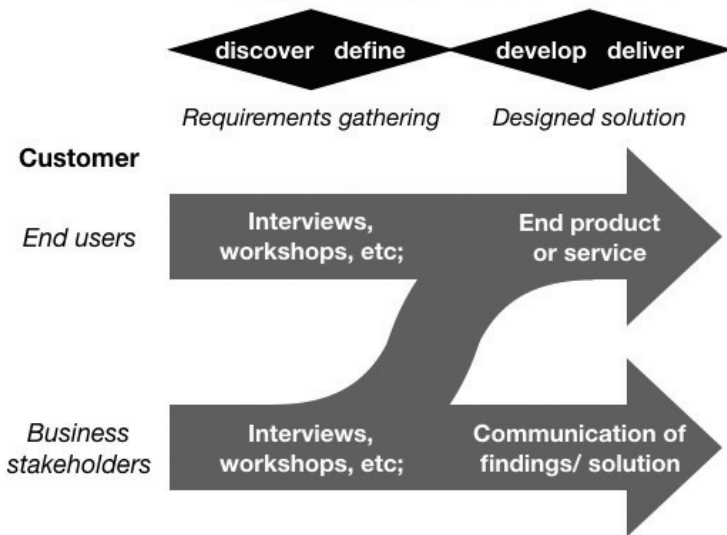 discover define
develop deliver
Requirements gathering
Designed solution
Customer
End users
Interviews,
workshops, etc;
End product
or service
Business
stakeholders
Interviews,
workshops, etc;
Communication of
findings/ solution